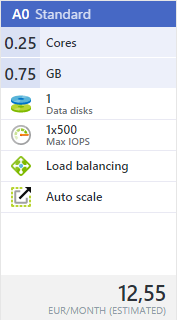 A0 Standard
0.25 Cores
0.75 GB
1
Data disks
1x500
Max IOPS
Load balancing
Auto scale
12,55
EUR/MONTH (ESTIMATED)